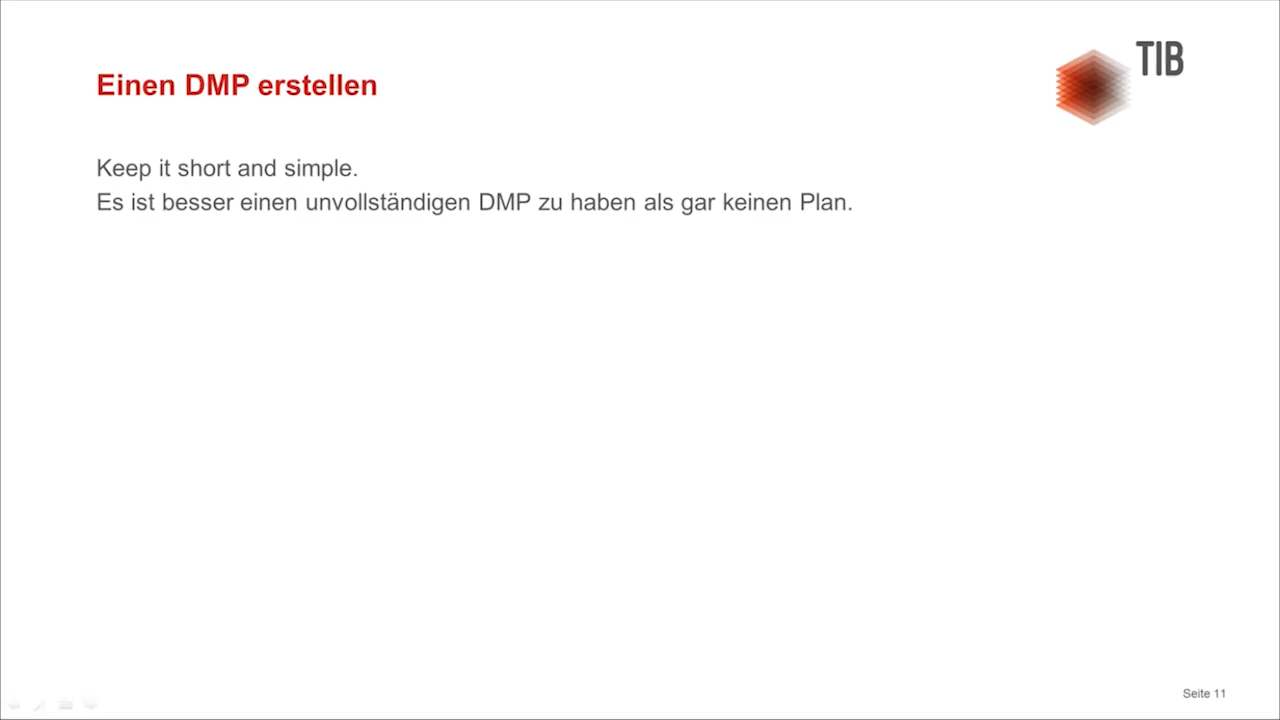 TIB
Einen DMP erstellen
Keep it short and simple.
Es ist besser einen unvollständigen DMP zu haben als gar keinen Plan.
Seite 11